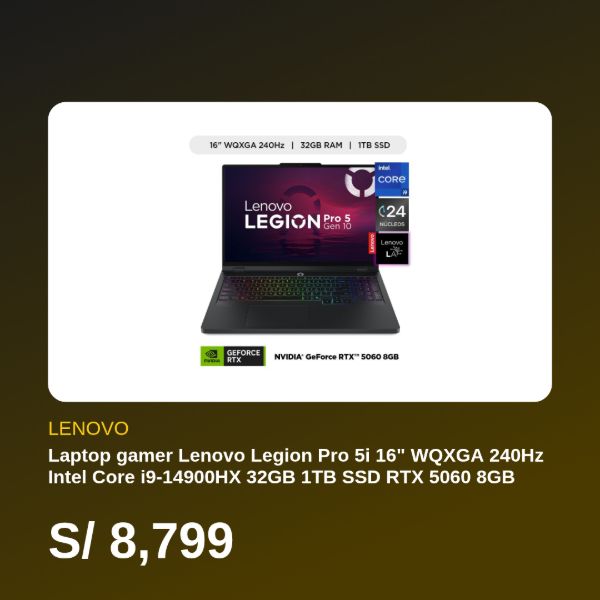 16" WQXGA 240Hz | 32GB RAM | 1TB SSD
intel.
CORE
i9
Lenovo
LEGION Pro 5
Gen 10
24
NÚCLEOS
Lenovo
Lenovo
LA
NVIDIA
GEFORCE
RTX
NVIDIA® GeForce RTX™ 5060 8GB
LENOVO
Laptop gamer Lenovo Legion Pro 5i 16" WQXGA 240Hz
Intel Core i9-14900HX 32GB 1TB SSD RTX 5060 8GB
S/ 8,799